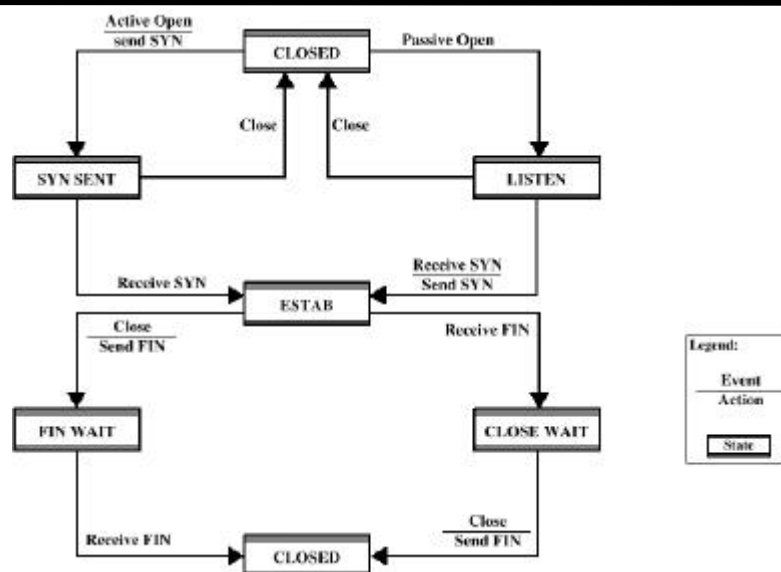 Active Open
send SYN
CLOSED
Passive Open
Close
Close
SYN SENT
LISTEN
Receive SYN
Receive SYN
Send SYN
ESTAB
Close
Send FIN
Receive FIN
Legend:
Event
Action
FIN WAIT
CLOSE WAIT
State
Receive FIN
Close
Send FIN
CLOSED